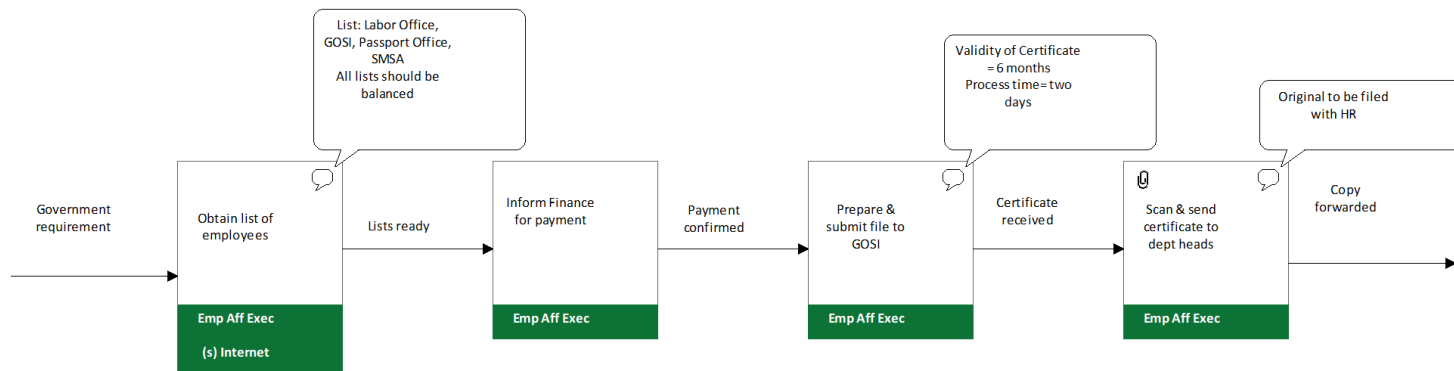 List: Labor Office,
GOSI, Passport Office,
SMSA
All lists should be
balanced
Validity of Certificate
= 6 months
Process time= two
days
Original to be filed
with HR
Government
requirement
Obtain list of
employees
Emp Aff Exec
(s) Internet
Lists ready
Inform Finance
for payment
Emp Aff Exec
Payment
confirmed
Prepare &
submit file to
GOSI
Emp Aff Exec
Certificate
received
Scan & send
certificate to
dept heads
Emp Aff Exec
Copy
forwarded